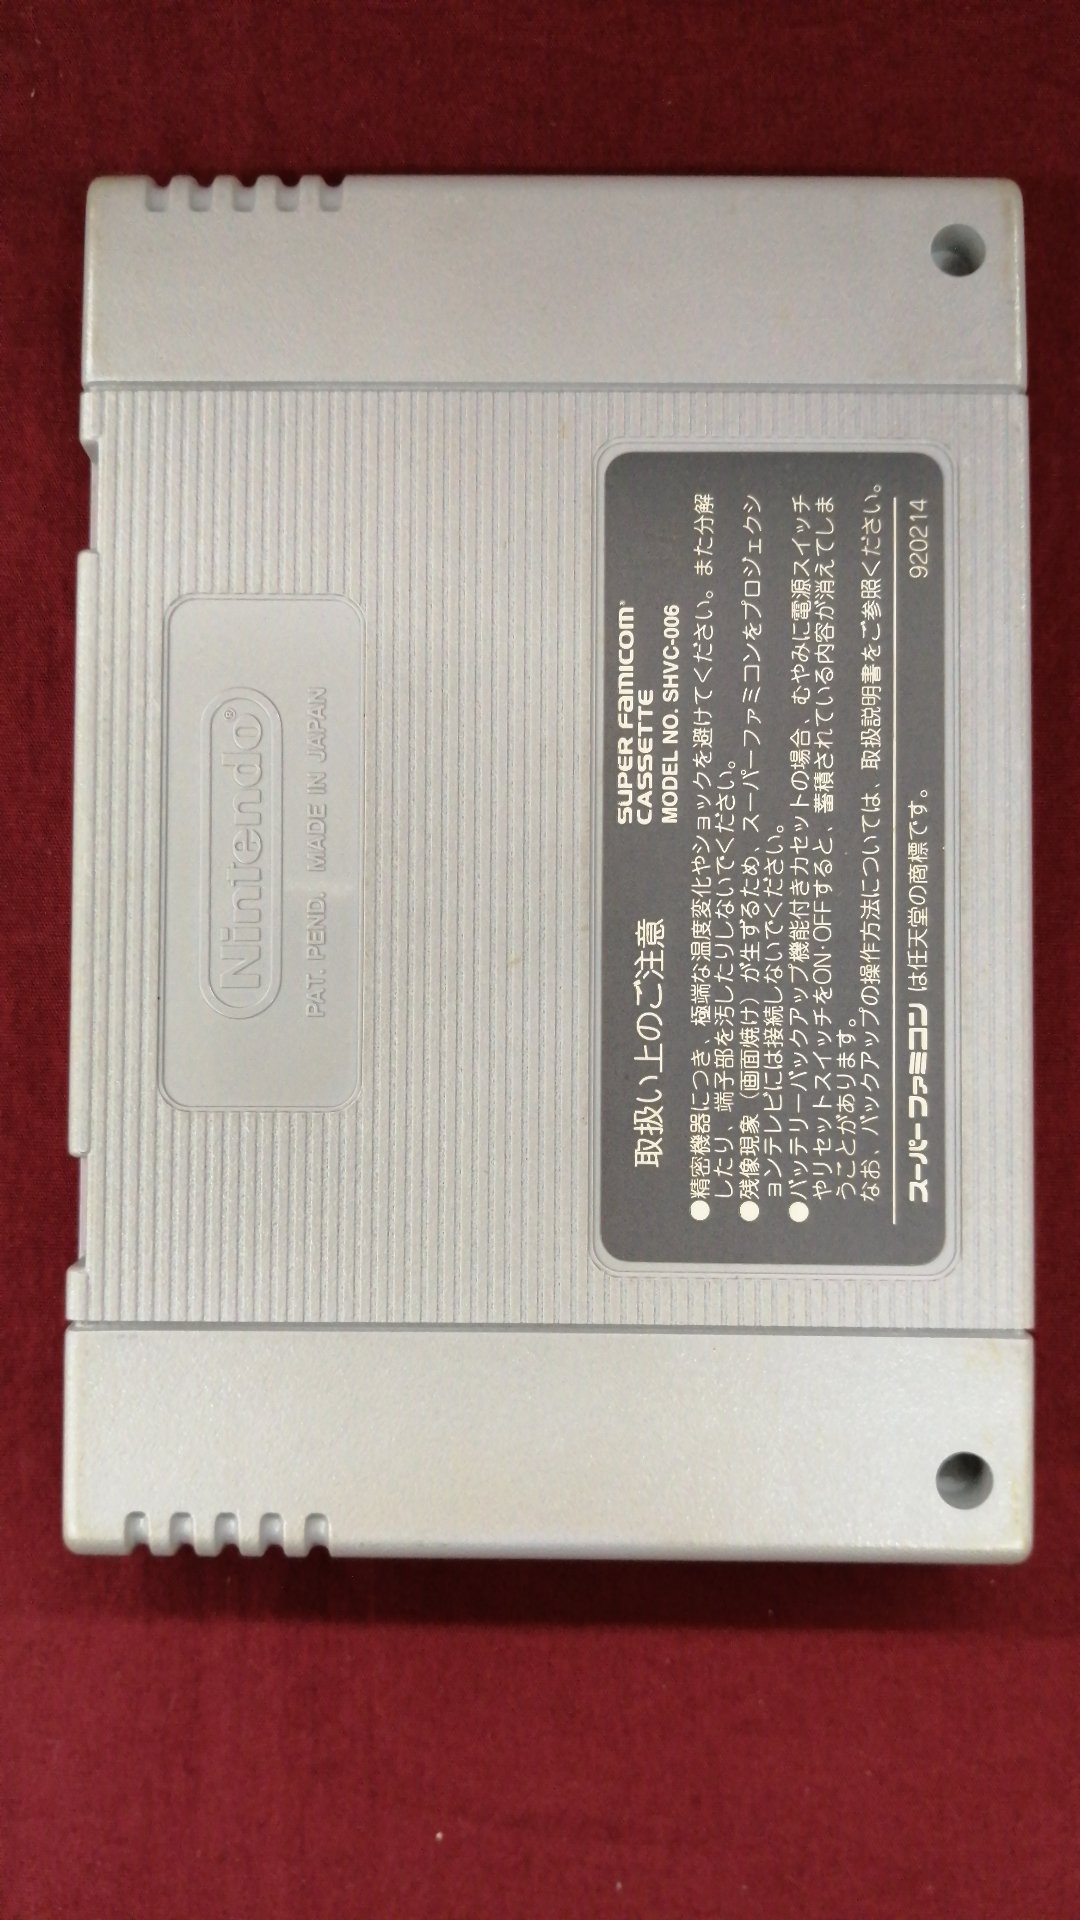 Nintendo®
PAT. PEND. MADE IN JAPAN
SUPER FAMICOM®
CASSETTE
取扱い上のご注意 MODEL NO. SHVC-006
●精密機器につき、極端な温度変化やショックを避けてください。また分解
したり、端子部を汚したりしないでください。
●残像現象(画面焼け)が生ずるため、スーパーファミコンをプロジェクシ
ョンテレビには接続しないでください。
●バッテリーバックアップ機能付きカセットの場合、むやみに電源スイッチ
やリセットスイッチをON・OFFすると、蓄積されている内容が消えてしま
うことがあります。
なお、バックアップの操作方法については、取扱説明書をご参照ください。
スーパーファミコン は任天堂の商標です。 920214